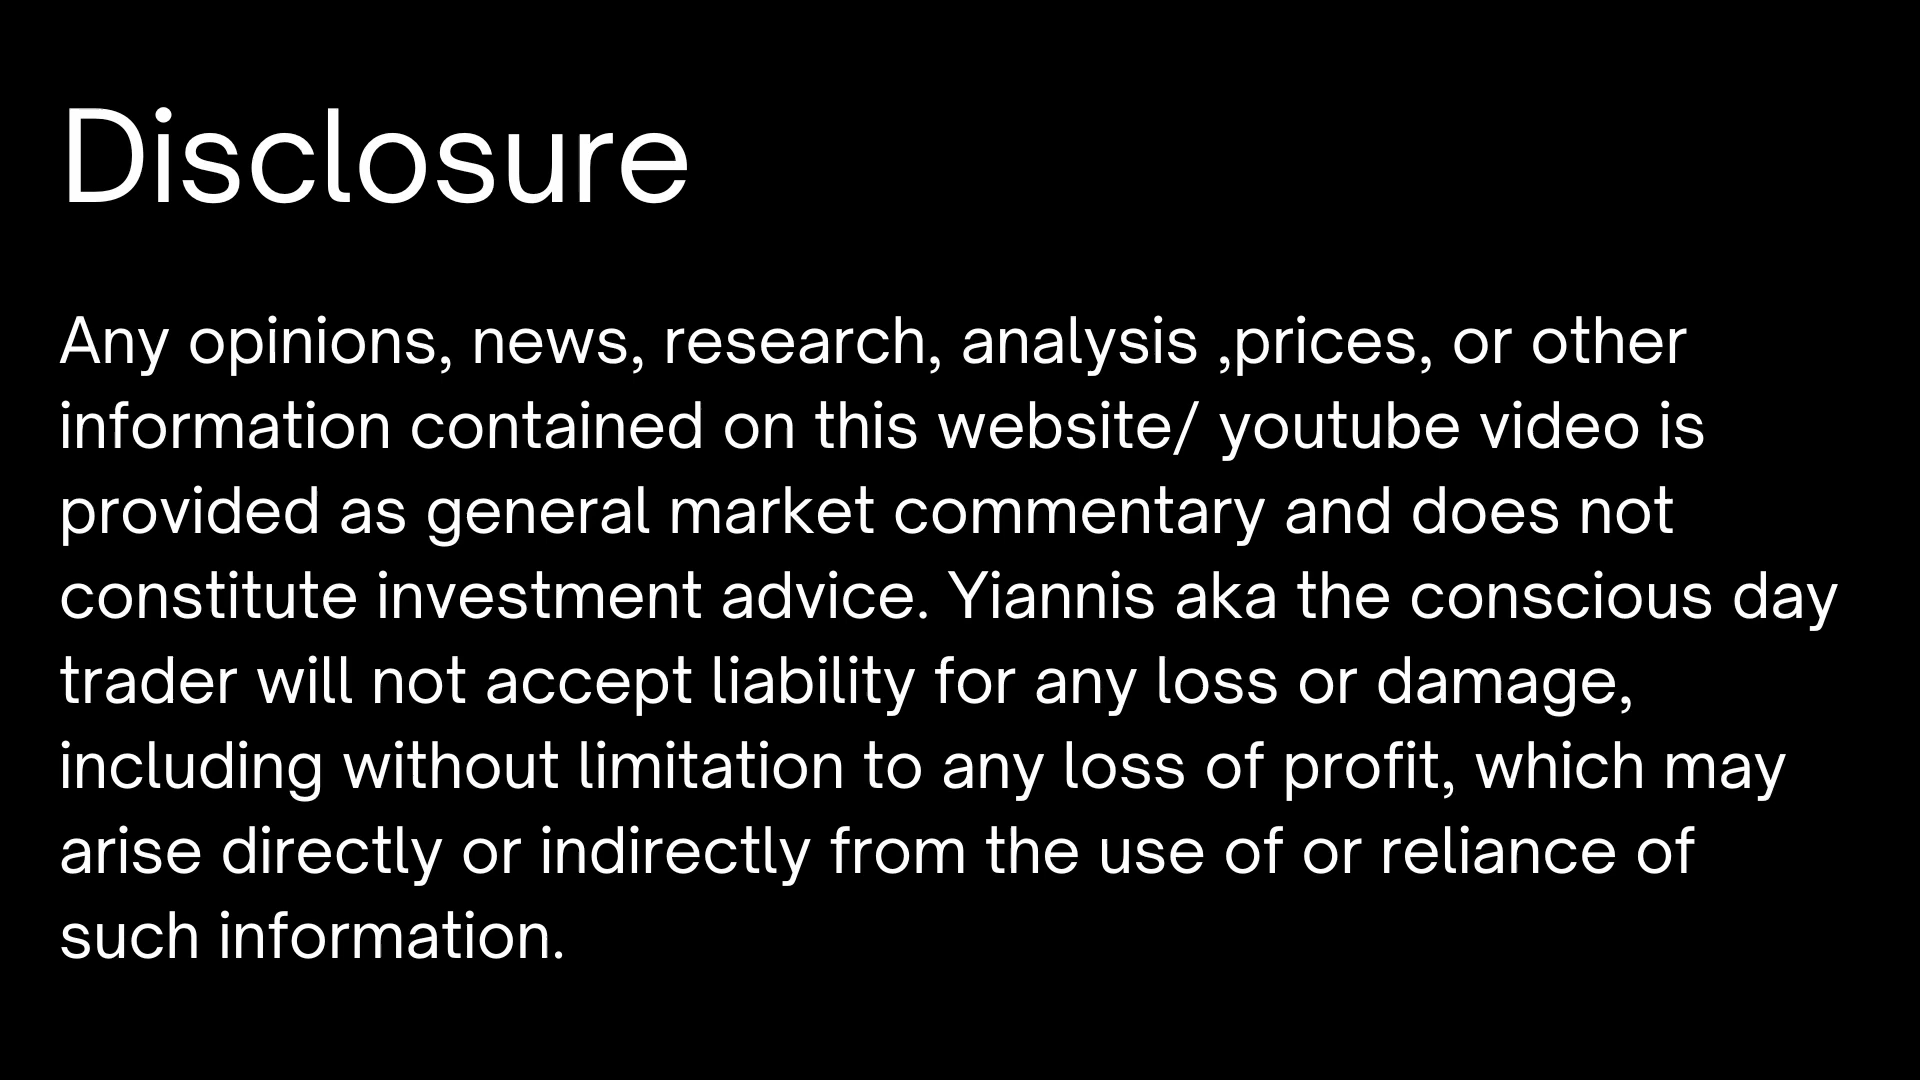 Disclosure
Any opinions, news, research, analysis ,prices, or other
information contained on this website/ youtube video is
provided as general market commentary and does not
constitute investment advice. Yiannis aka the conscious day
trader will not accept liability for any loss or damage,
including without limitation to any loss of profit, which may
arise directly or indirectly from the use of or reliance of
such information.